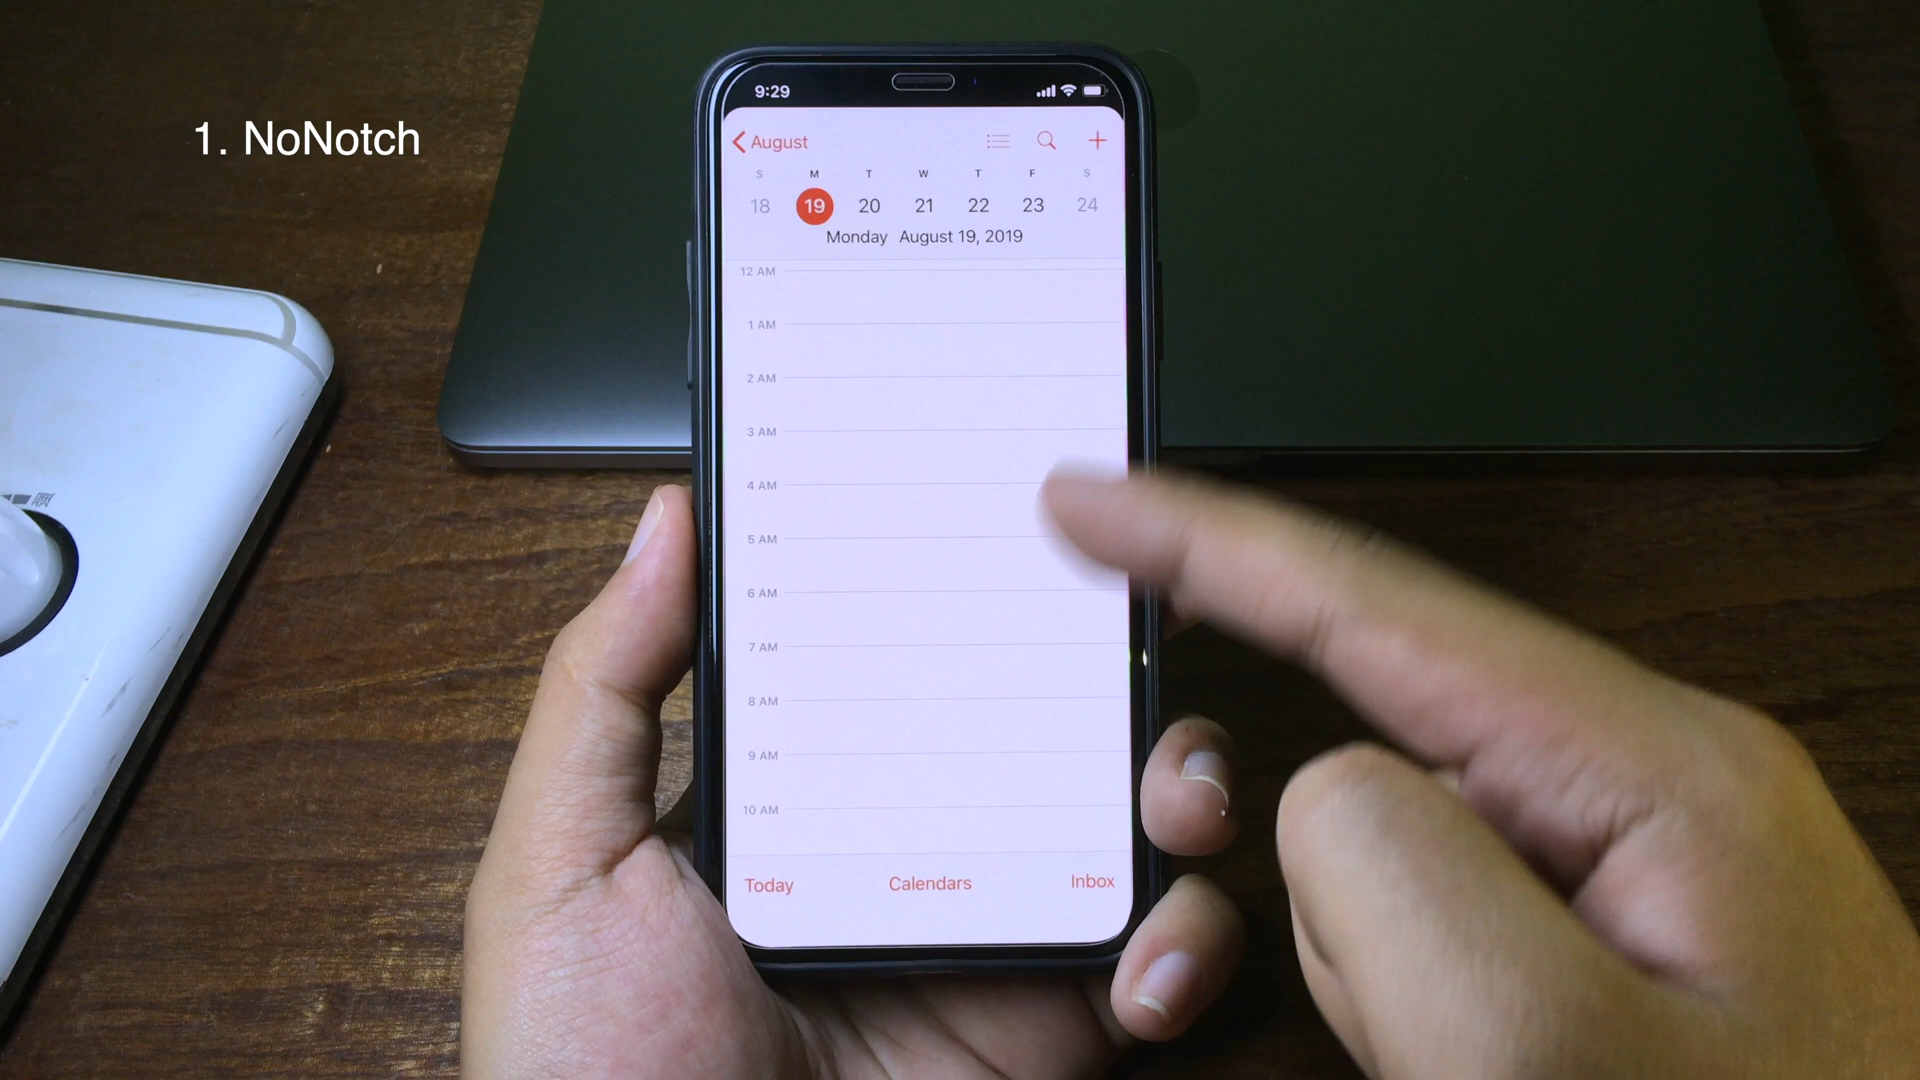 1. NoNotch
9:29
August
S M T W T F S
18 19 20 21 22 23 24
Monday August 19, 2019
12 AM
1 AM
2 AM
3 AM
4 AM
5 AM
6 AM
7 AM
8 AM
9 AM
10 AM
Today Calendars Inbox